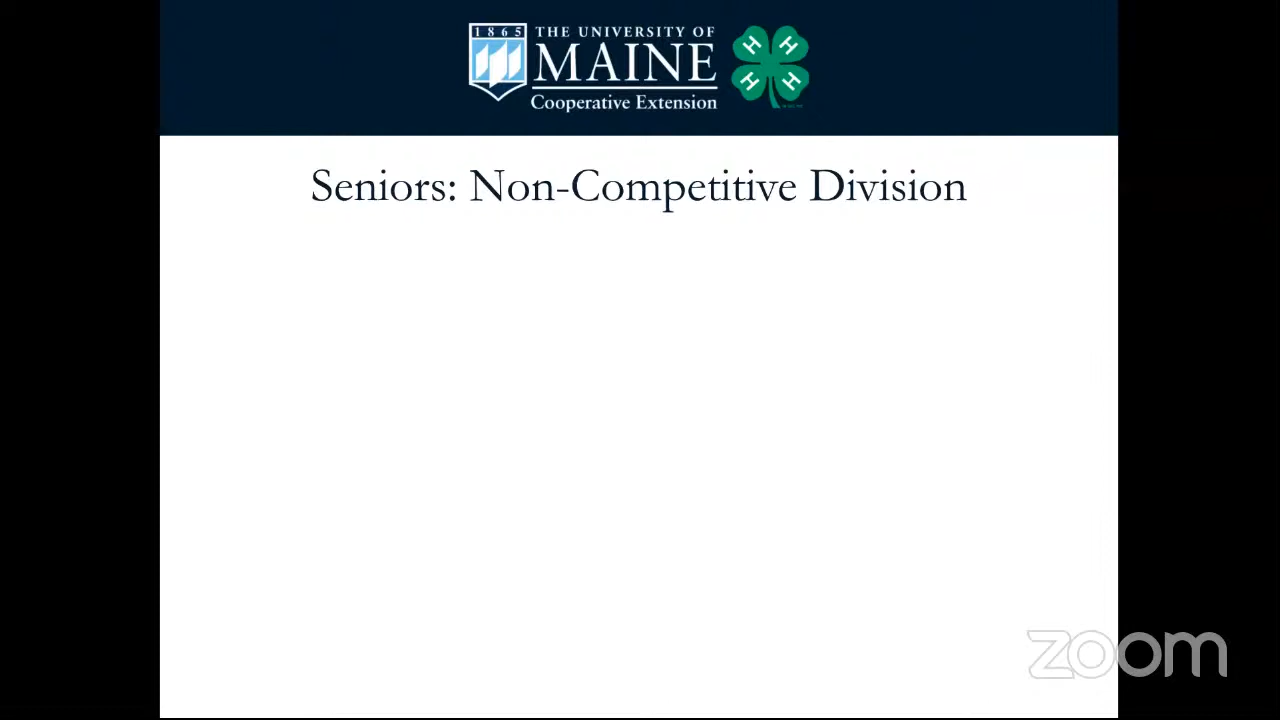 1865
THE UNIVERSITY OF
MAINE
Cooperative Extension
H H
H H
Seniors: Non-Competitive Division
zoom